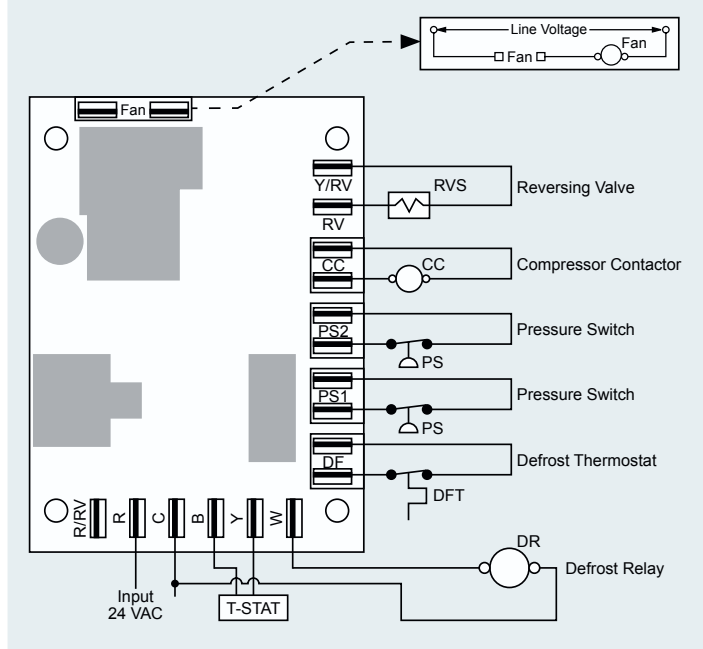 Line Voltage
Fan
Fan
Fan
Y/RV
RVS
Reversing Valve
RV
CC
CC
Compressor Contactor
PS2
Pressure Switch
PS
PS1
Pressure Switch
PS
DF
Defrost Thermostat
DFT
R/RV
R
C
B
Y
W
DR
Defrost Relay
Input
24 VAC
T-STAT